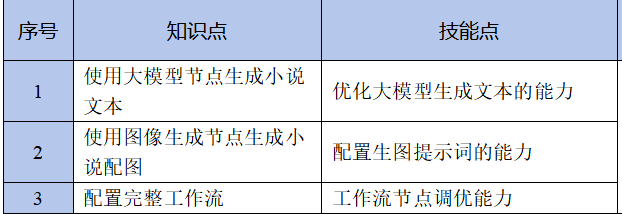 序号 知识点 技能点
1 使用大模型节点生成小说文本 优化大模型生成文本的能力
2 使用图像生成节点生成小说配图 配置生图提示词的能力
3 配置完整工作流 工作流节点调优能力